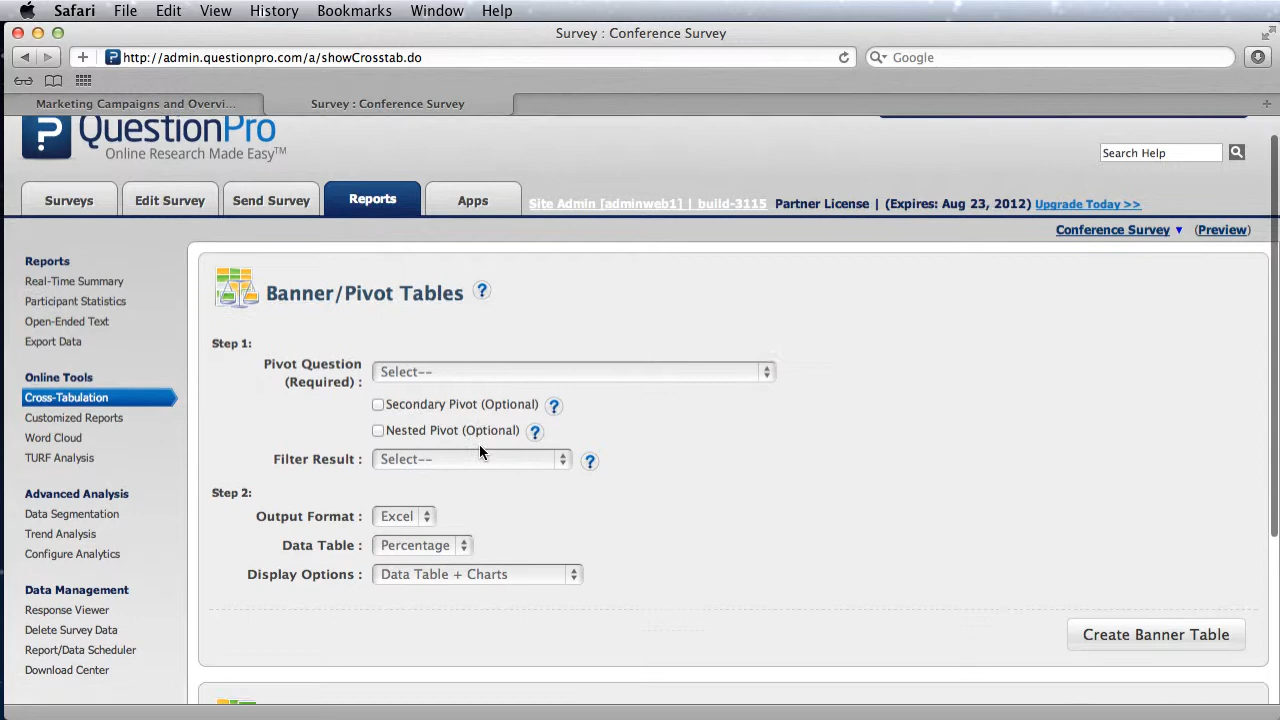 Safari File Edit View History Bookmarks Window Help
Survey : Conference Survey
http://admin.questionpro.com/a/showCrosstab.do
Google
Marketing Campaigns and Overvi...
Survey : Conference Survey
?
QuestionPro
Online Research Made Easy™
Search Help
Surveys
Edit Survey
Send Survey
Reports
Apps
Site Admin [adminweb1] | build-3115 Partner License | (Expires: Aug 23, 2012) Upgrade Today >>
Conference Survey ▼ (Preview)
Reports
Real-Time Summary
Participant Statistics
Open-Ended Text
Export Data
Online Tools
Cross-Tabulation
Customized Reports
Word Cloud
TURF Analysis
Advanced Analysis
Data Segmentation
Trend Analysis
Configure Analytics
Data Management
Response Viewer
Delete Survey Data
Report/Data Scheduler
Download Center
Banner/Pivot Tables ?
Step 1:
Pivot Question
(Required) :
Select--
Secondary Pivot (Optional) ?
Nested Pivot (Optional) ?
Filter Result : Select-- ?
Step 2:
Output Format : Excel
Data Table : Percentage
Display Options : Data Table + Charts
Create Banner Table